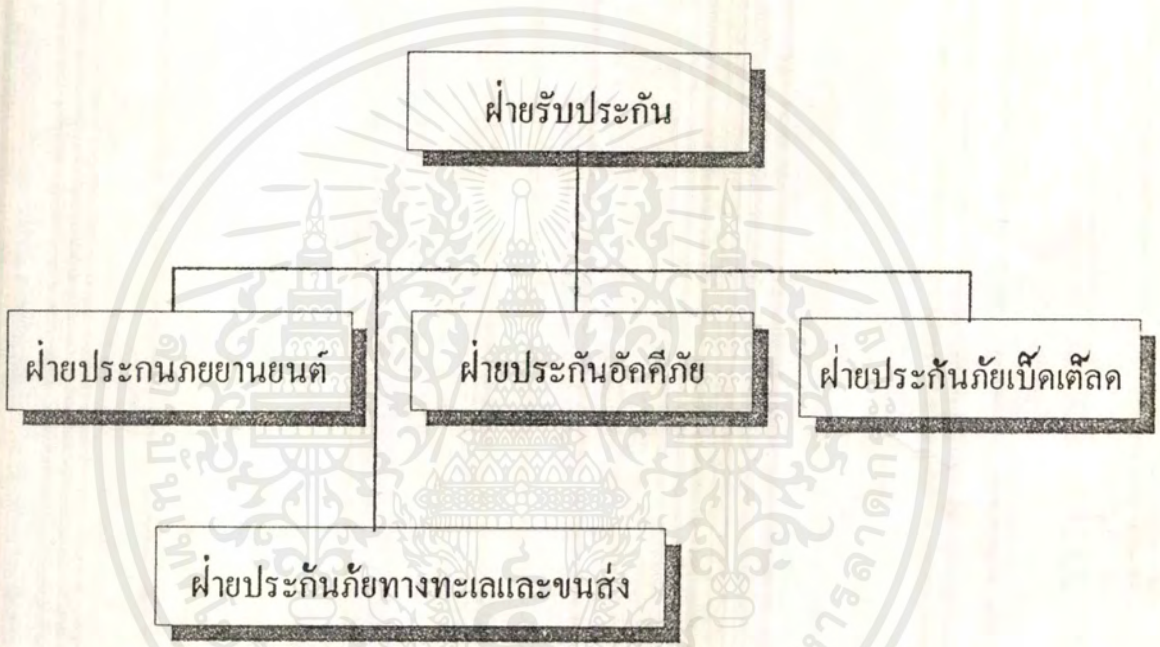 ฝ่ายรับประกัน
ฝ่ายประกนภยยานยนต์
ฝ่ายประกันอัคคีภัย
ฝ่ายประกันภัยเบ็ดเต็ลด
ฝ่ายประกันภัยทางทะเลและขนส่ง